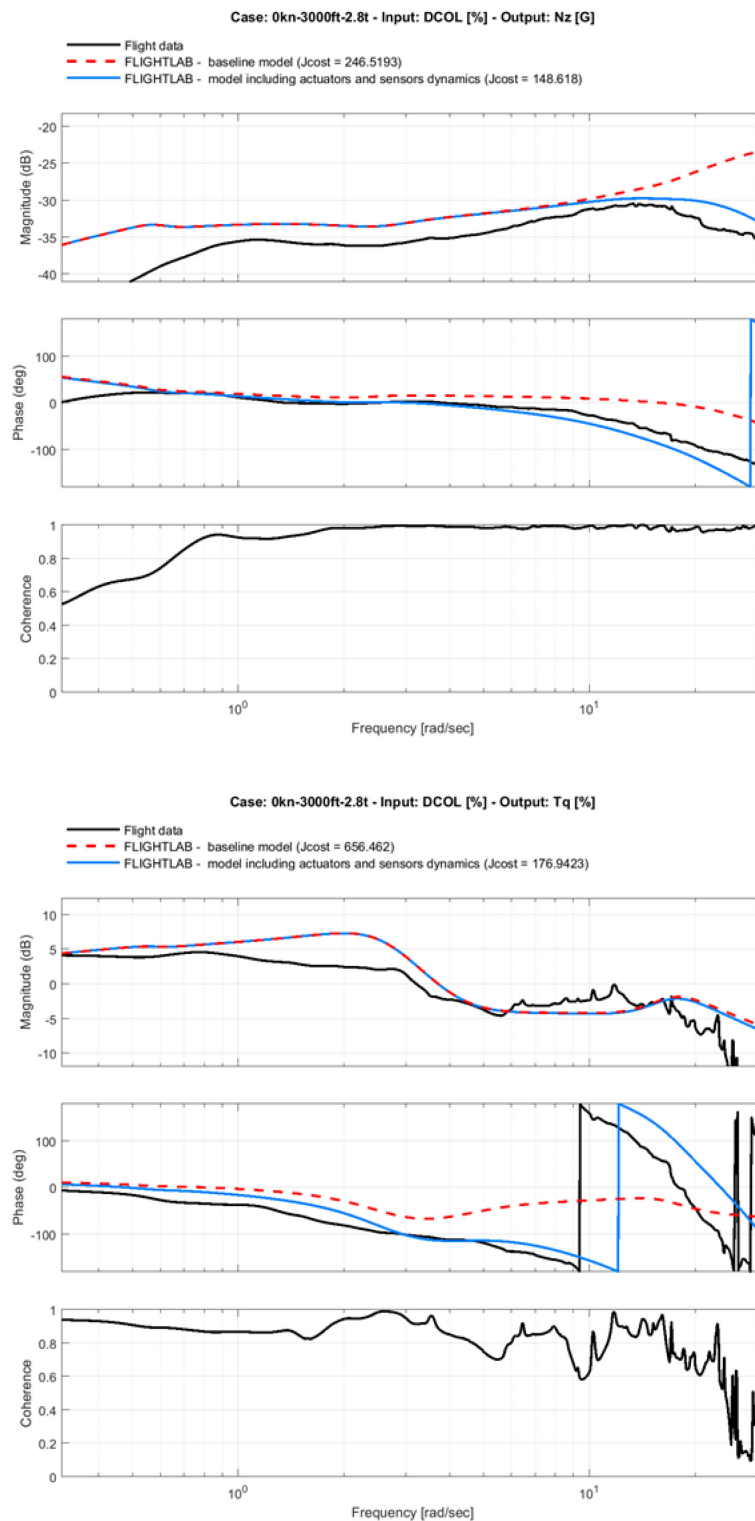 Case: 0kn-3000ft-2.8t - Input: DCOL [%] - Output: Nz [G]
Flight data
FLIGHTLAB - baseline model (Jcost = 246.5193)
FLIGHTLAB - model including actuators and sensors dynamics (Jcost = 148.618)
-20
-25
-30
-35
-40
Magnitude (dB)
100
0
-100
Phase (deg)
1
0.8
0.6
0.4
0.2
0
Coherence
10⁰
10¹
Frequency [rad/sec]
Case: 0kn-3000ft-2.8t - Input: DCOL [%] - Output: Tq [%]
Flight data
FLIGHTLAB - baseline model (Jcost = 656.462)
FLIGHTLAB - model including actuators and sensors dynamics (Jcost = 176.9423)
10
5
0
-5
-10
Magnitude (dB)
100
0
-100
Phase (deg)
1
0.8
0.6
0.4
0.2
0
Coherence
10⁰
10¹
Frequency [rad/sec]